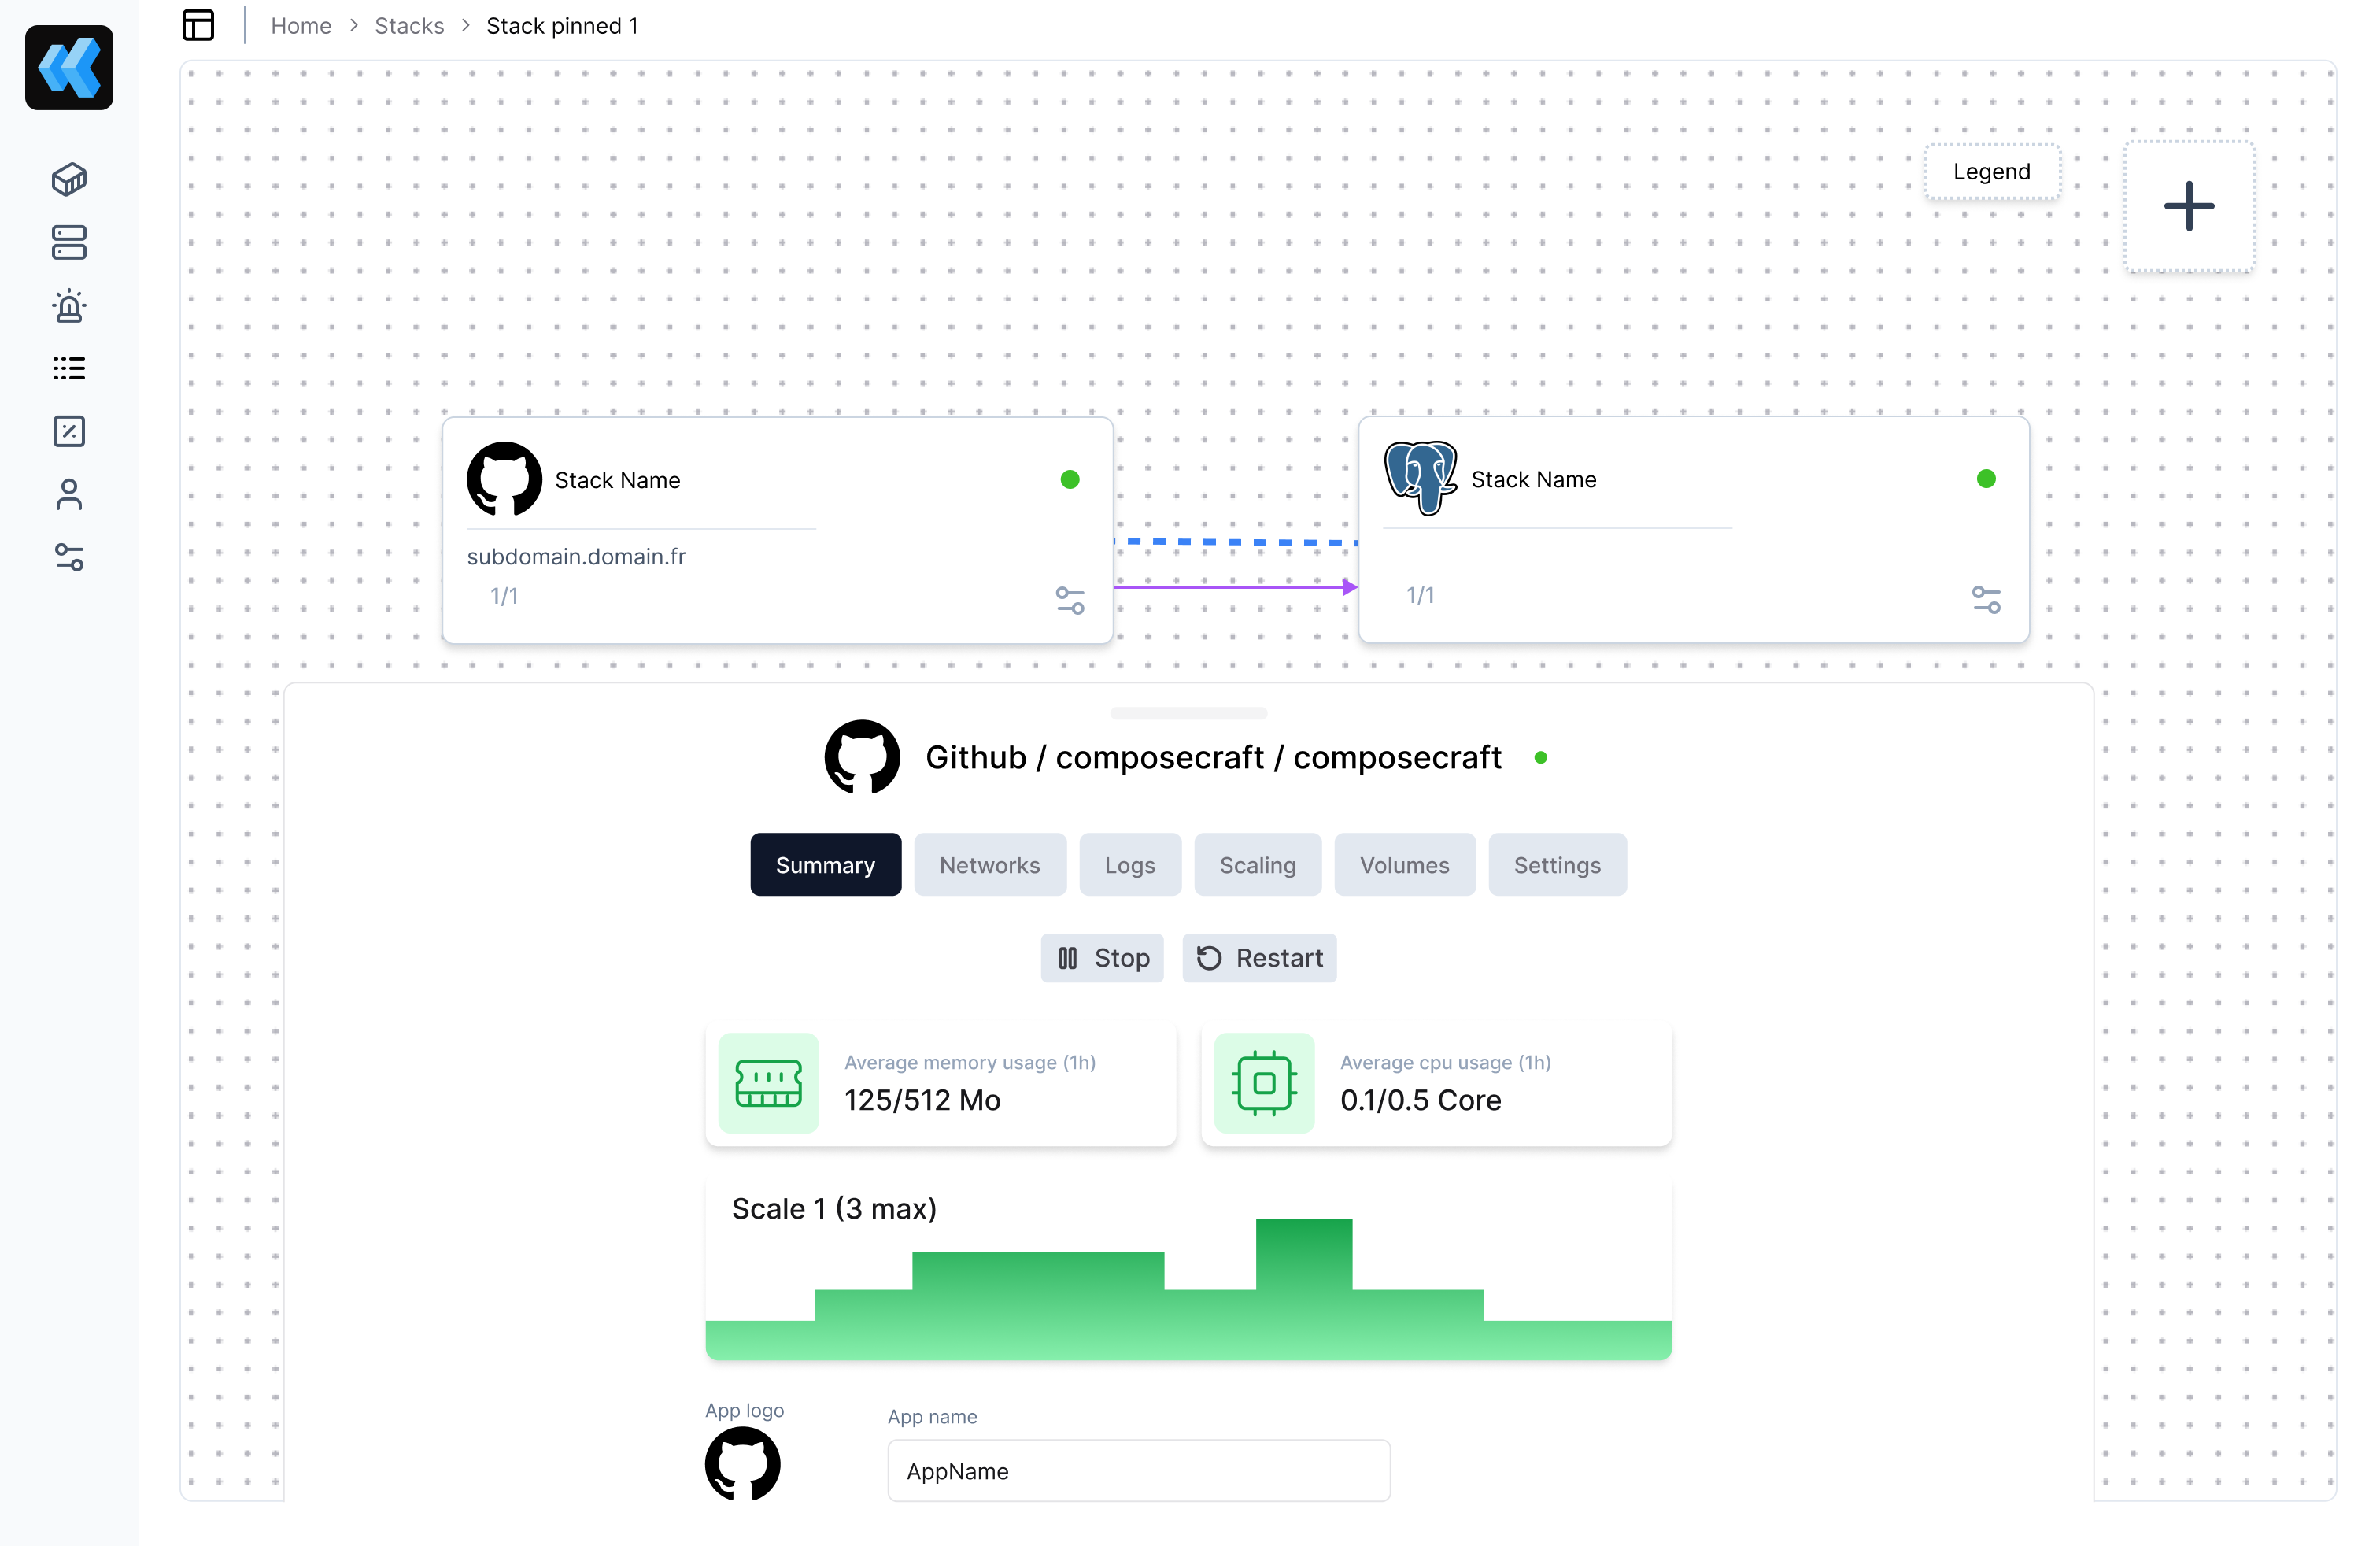 Home > Stacks > Stack pinned 1
Legend
Stack Name
subdomain.domain.fr
1/1
Stack Name
1/1
Github / composecraft / composecraft
Summary Networks Logs Scaling Volumes Settings
Stop Restart
Average memory usage (1h)
125/512 Mo
Average cpu usage (1h)
0.1/0.5 Core
Scale 1 (3 max)
App logo
App name
AppName